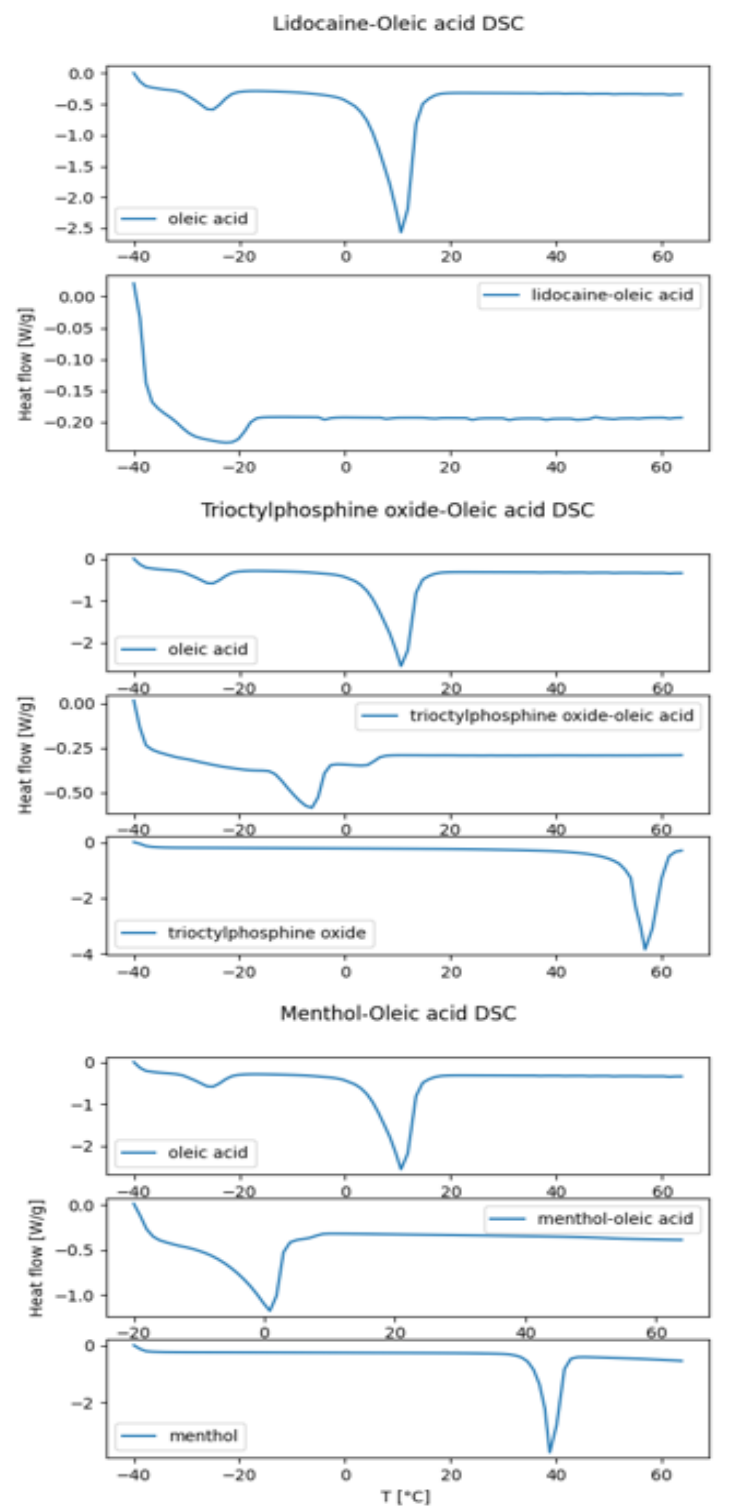 Lidocaine-Oleic acid DSC
0.0
−0.5
−1.0
−1.5
−2.0
−2.5
oleic acid
−40 −20 0 20 40 60
Heat flow [W/g]
0.00
−0.05
−0.10
−0.15
−0.20
lidocaine-oleic acid
−40 −20 0 20 40 60
Trioctylphosphine oxide-Oleic acid DSC
0
−1
−2
oleic acid
−40 −20 0 20 40 60
Heat flow [W/g]
0.00
−0.25
−0.50
trioctylphosphine oxide-oleic acid
−40 −20 0 20 40 60
0
−2
−4
trioctylphosphine oxide
−40 −20 0 20 40 60
Menthol-Oleic acid DSC
0
−1
−2
oleic acid
−40 −20 0 20 40 60
Heat flow [W/g]
0.0
−0.5
−1.0
menthol-oleic acid
−20 0 20 40 60
0
−2
menthol
−40 −20 0 20 40 60
T [°C]